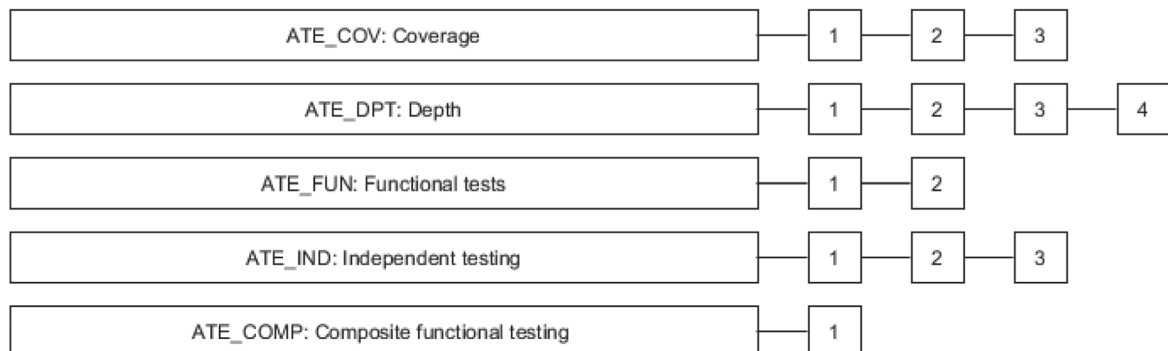 ATE_COV: Coverage 1 2 3
ATE_DPT: Depth 1 2 3 4
ATE_FUN: Functional tests 1 2
ATE_IND: Independent testing 1 2 3
ATE_COMP: Composite functional testing 1